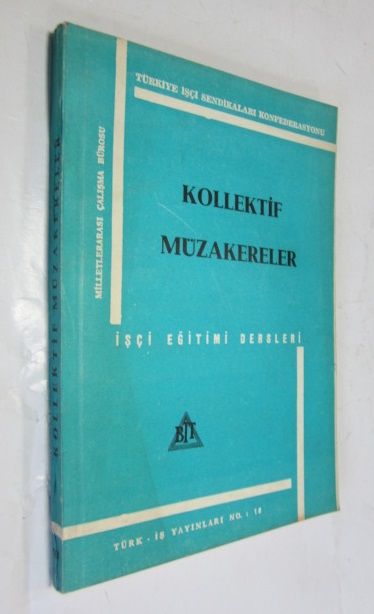 TÜRKİYE İŞÇİ SENDİKALARI KONFEDERASYONU
MİLLETLERARASI ÇALIŞMA BÜROSU
KOLLEKTİF
MÜZAKERELER
İŞÇİ EĞİTİMİ DERSLERİ
BIT
TÜRK - İŞ YAYINLARI NO. : 14
KOLLEKTİF MÜZAKERELER